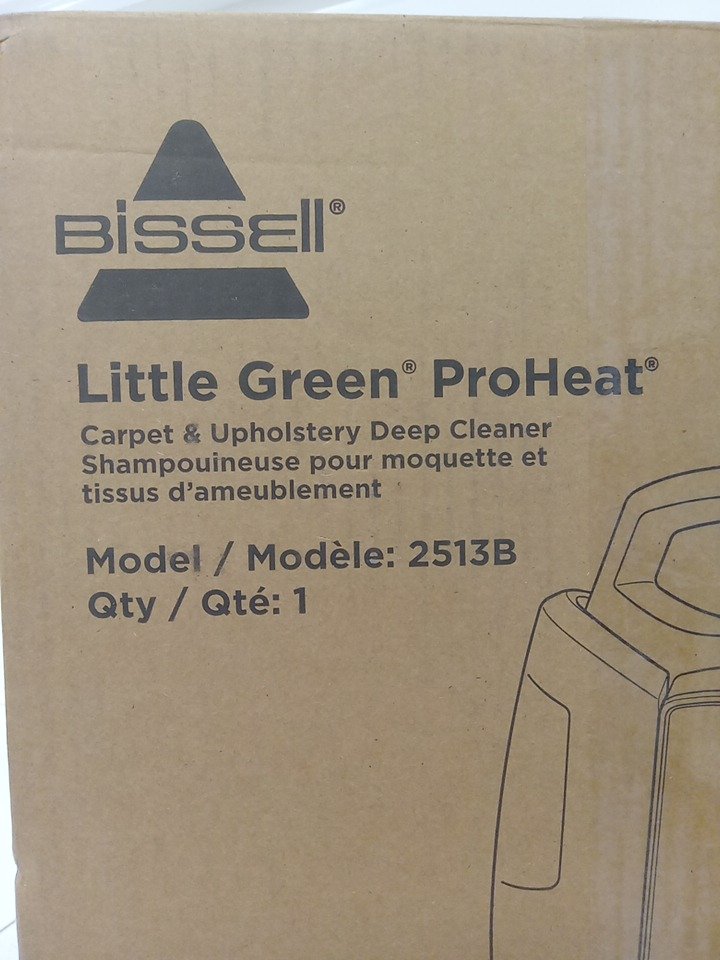 BISSELL®
Little Green® ProHeat®
Carpet & Upholstery Deep Cleaner
Shampouineuse pour moquette et
tissus d'ameublement
Model / Modèle: 2513B
Qty / Qté: 1